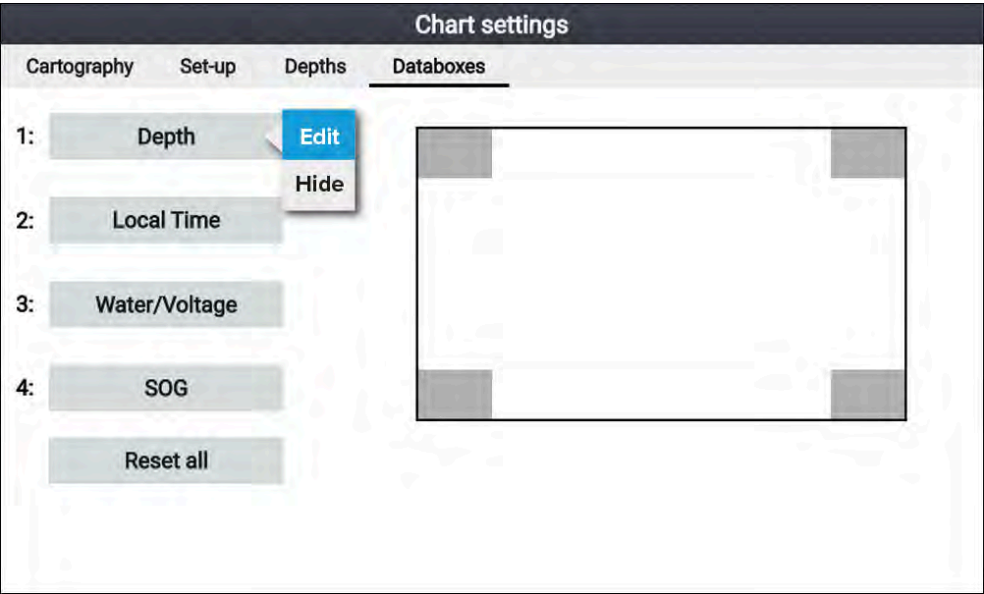 Chart settings
Cartography Set-up Depths Databoxes
1: Depth Edit
Hide
2: Local Time
3: Water/Voltage
4: SOG
Reset all